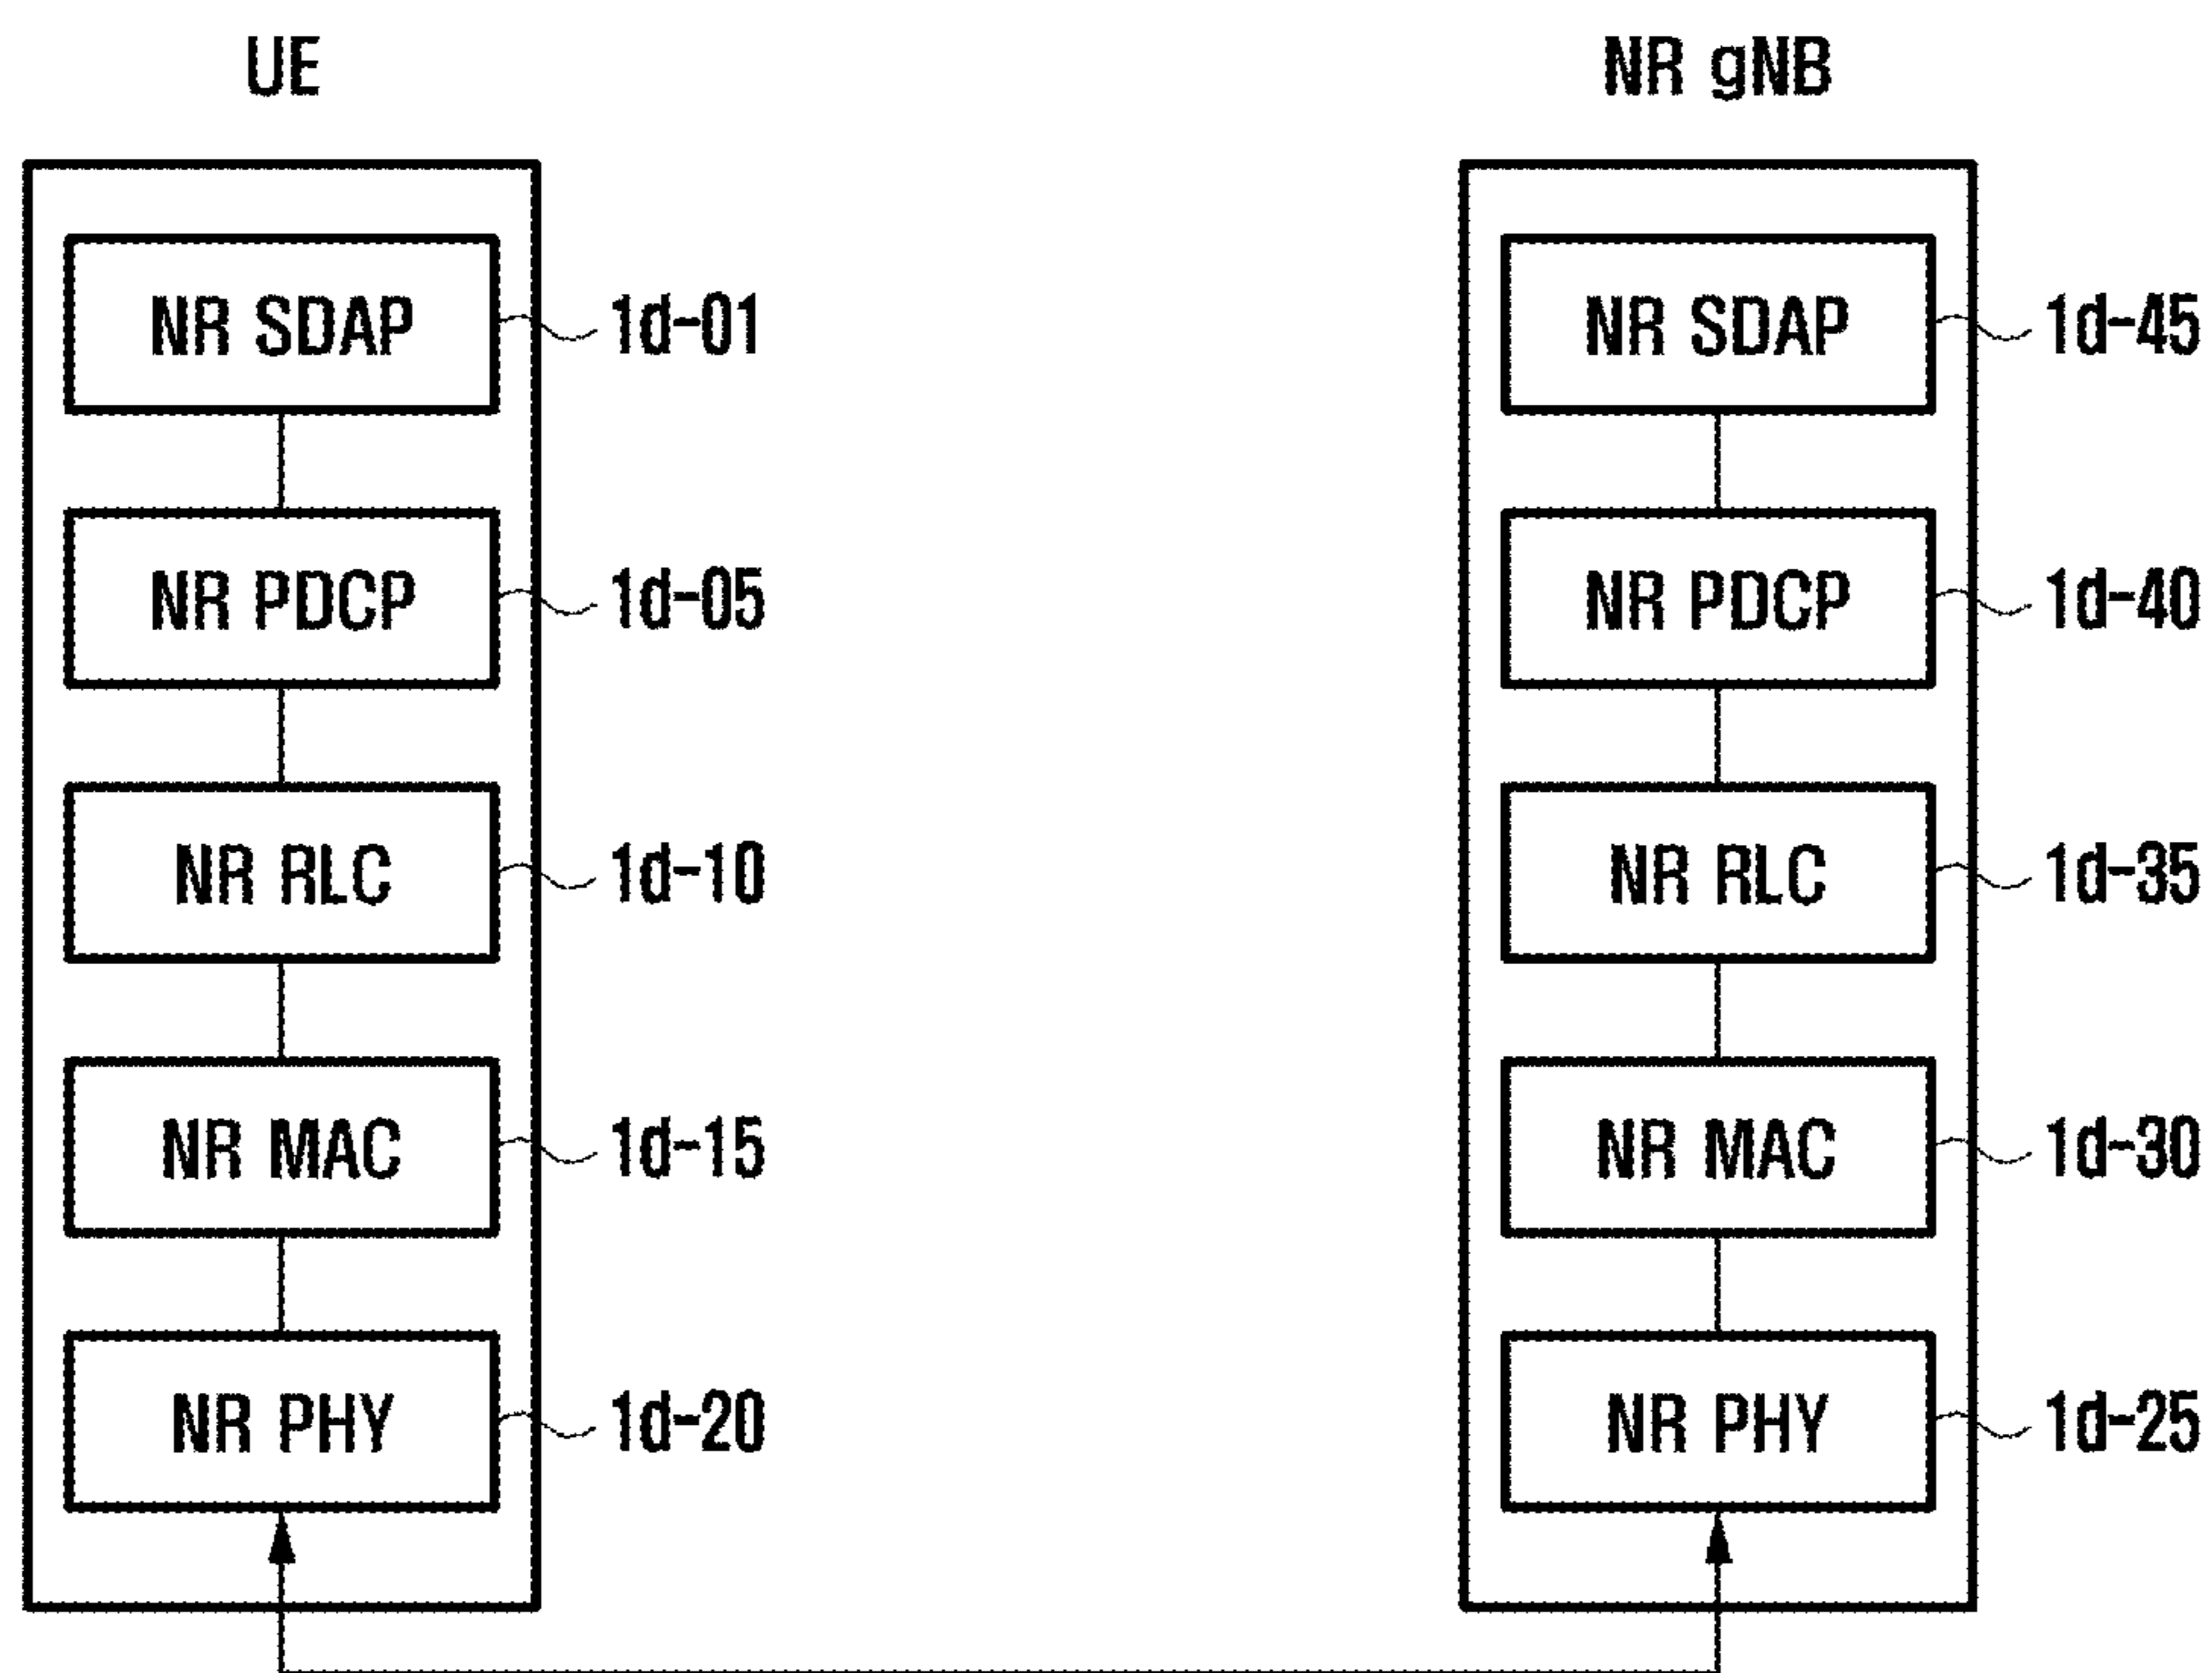 UE
NR gNB
NR SDAP 1d-01
NR SDAP 1d-45
NR PDCP 1d-05
NR PDCP 1d-40
NR RLC 1d-10
NR RLC 1d-35
NR MAC 1d-15
NR MAC 1d-30
NR PHY 1d-20
NR PHY 1d-25